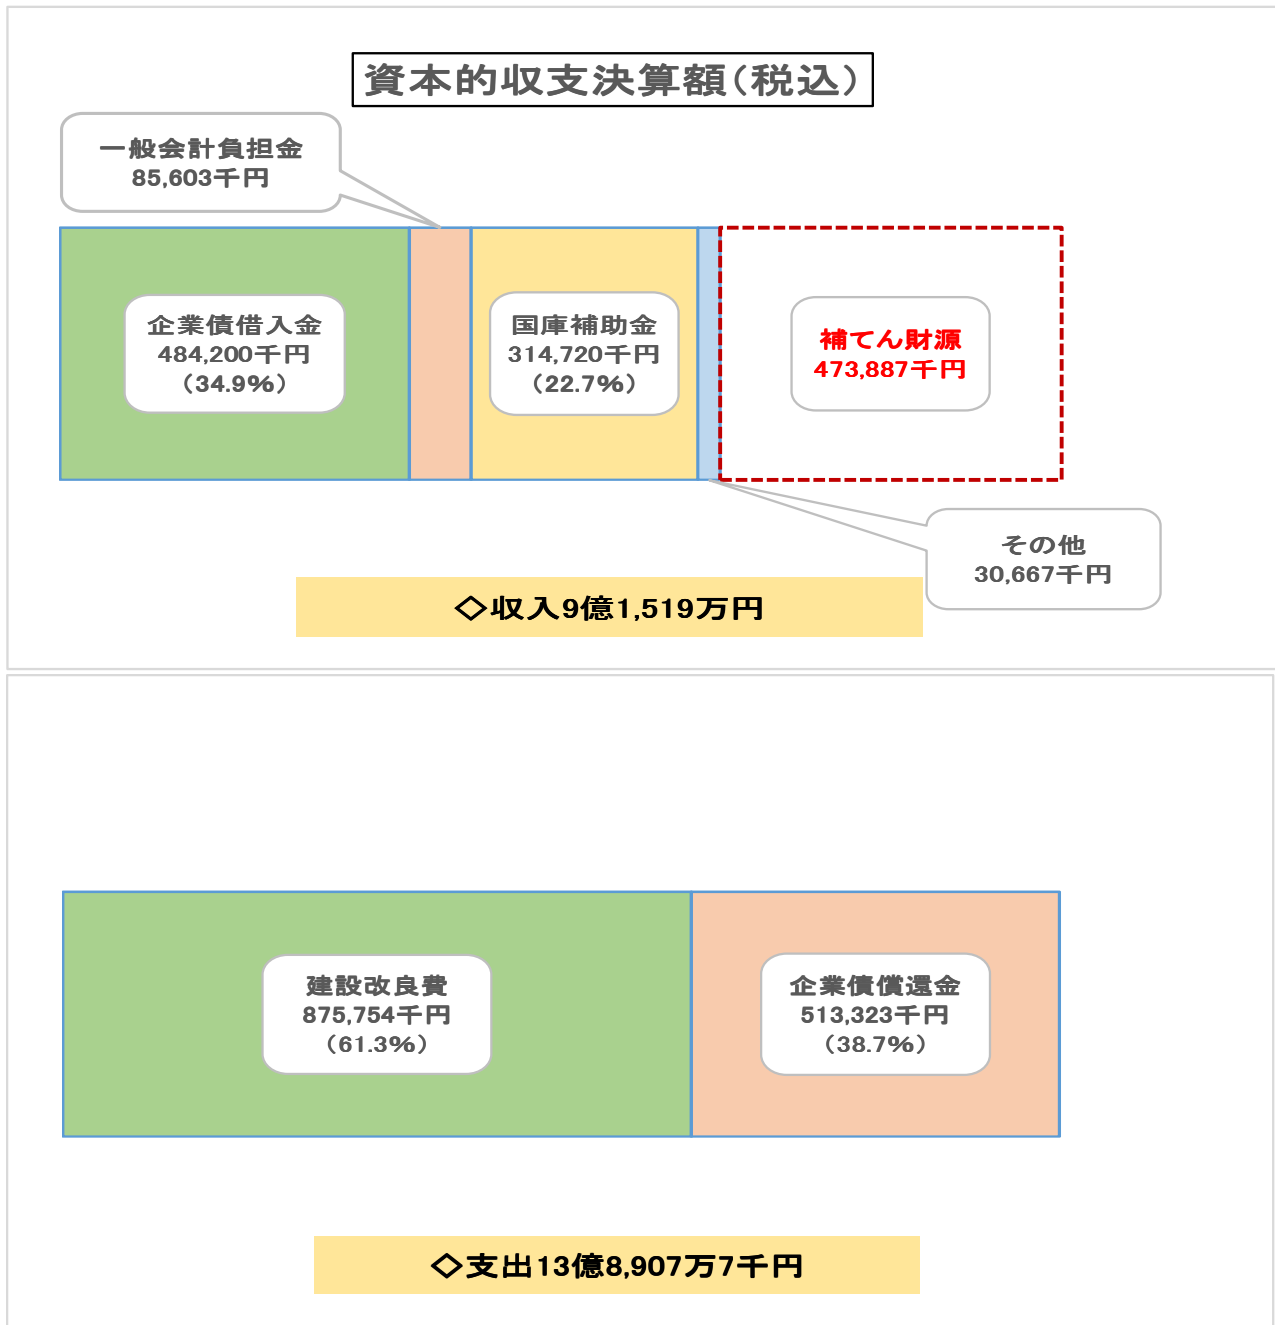 資本的収支決算額（税込）
一般会計負担金
85,603千円
企業債借入金
484,200千円
（34.9%）
国庫補助金
314,720千円
（22.7%）
補てん財源
473,887千円
その他
30,667千円
◇収入9億1,519万円
建設改良費
875,754千円
（61.3%）
企業債償還金
513,323千円
（38.7%）
◇支出13億8,907万7千円